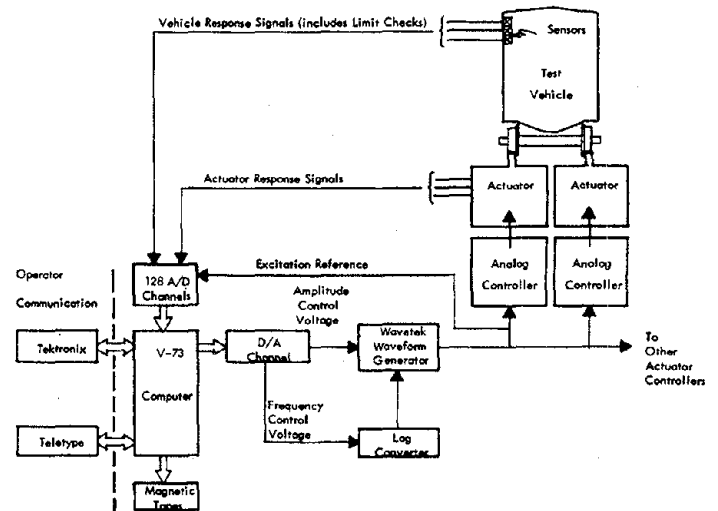 Vehicle Response Signals (includes Limit Checks)
Sensors
Test
Vehicle
Actuator Response Signals
Actuator
Actuator
Analog
Controller
Analog
Controller
Excitation Reference
Operator
Communication
128 A/D
Channels
Amplitude
Control
Voltage
Tektronix
V-73
Computer
D/A
Channel
Wavetek
Waveform
Generator
To
Other
Actuator
Controllers
Frequency
Control
Voltage
Teletype
Log
Converter
Magnetic
Tapes